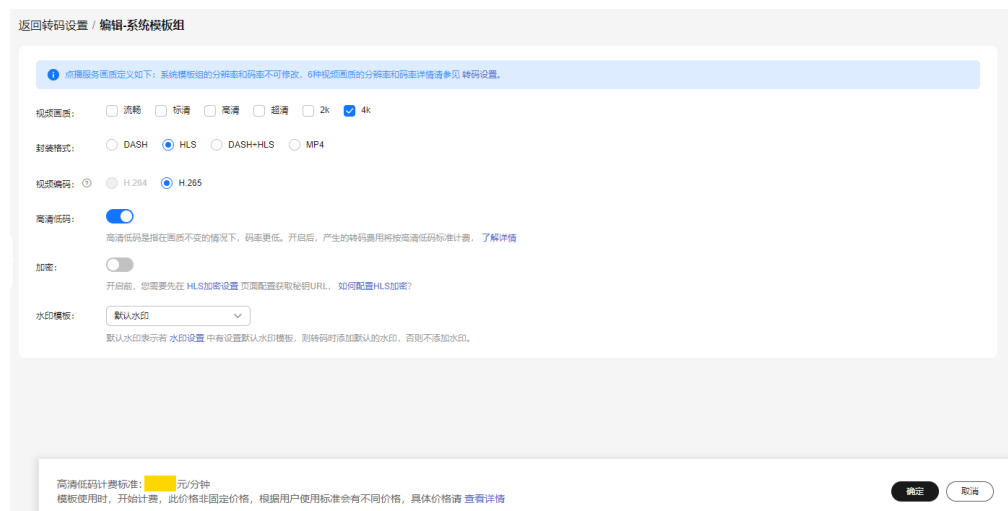 返回转码设置 / 编辑-系统模板组
点播服务画质定义如下：系统模板组的分辨率和码率不可修改，6种视频画质的分辨率和码率详情请参见 转码设置。
视频画质： 流畅 标清 高清 超清 2k 4k
封装格式： DASH HLS DASH+HLS MP4
视频编码： H.264 H.265
高清低码：
高清低码是指在画质不变的情况下，码率更低。开启后，产生的转码费用将按高清低码标准计费， 了解详情
加密：
开启前，您需要先在 HLS加密设置 页面配置获取秘钥URL， 如何配置HLS加密?
水印模板： 默认水印
默认水印表示若 水印设置 中有设置默认水印模板，则转码时添加默认的水印，否则不添加水印。
高清低码计费标准： 元/分钟
模板使用时，开始计费，此价格非固定价格，根据用户使用标准会有不同价格，具体价格请 查看详情
确定 取消